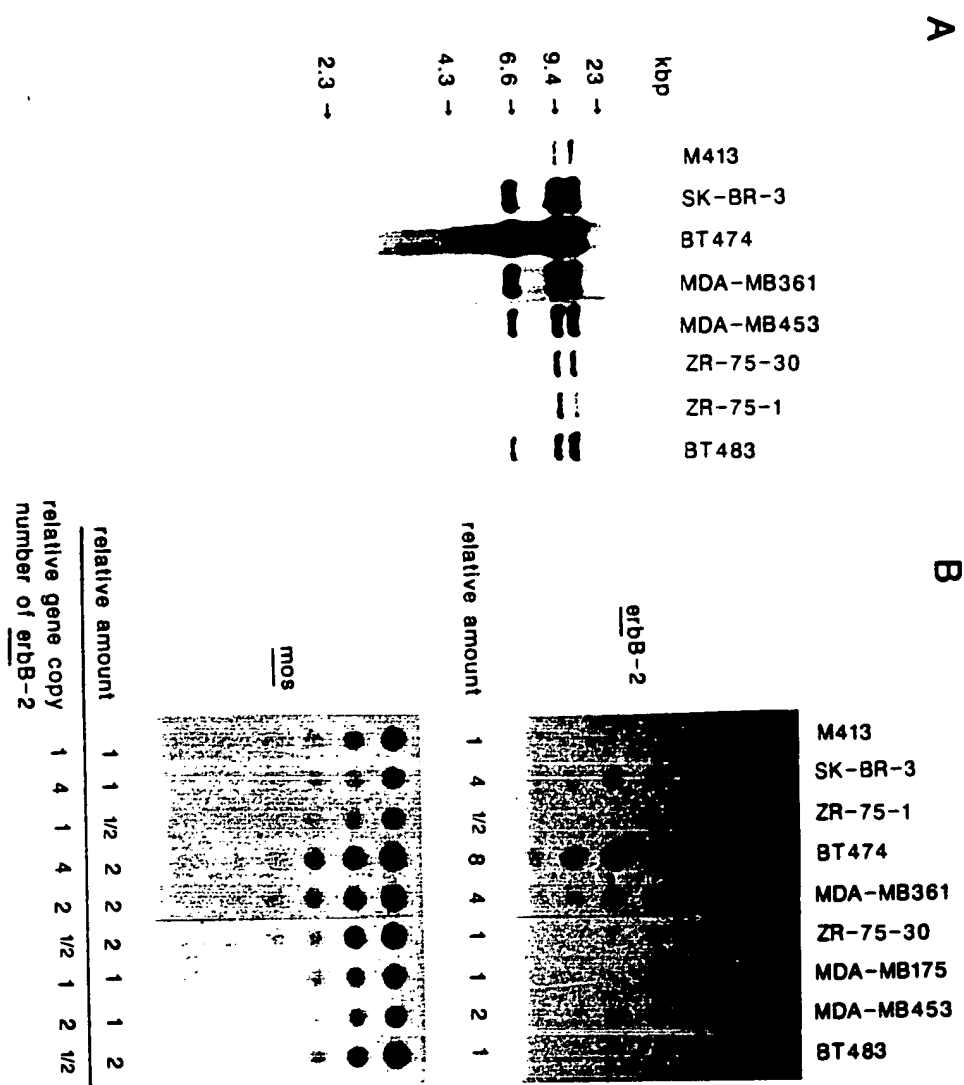 A
kbp
23 →
9.4 →
6.6 →
4.3 →
2.3 →
M413
SK-BR-3
BT474
MDA-MB361
MDA-MB453
ZR-75-30
ZR-75-1
BT483
B
M413
SK-BR-3
ZR-75-1
BT474
MDA-MB361
ZR-75-30
MDA-MB175
MDA-MB453
BT483
erbB-2
relative amount 1 4 1/2 8 4 1 1 2 1
mos
relative amount 1 1 1/2 2 2 2 1 1 2
relative gene copy
number of erbB-2 1 4 1 4 2 1/2 1 2 1/2